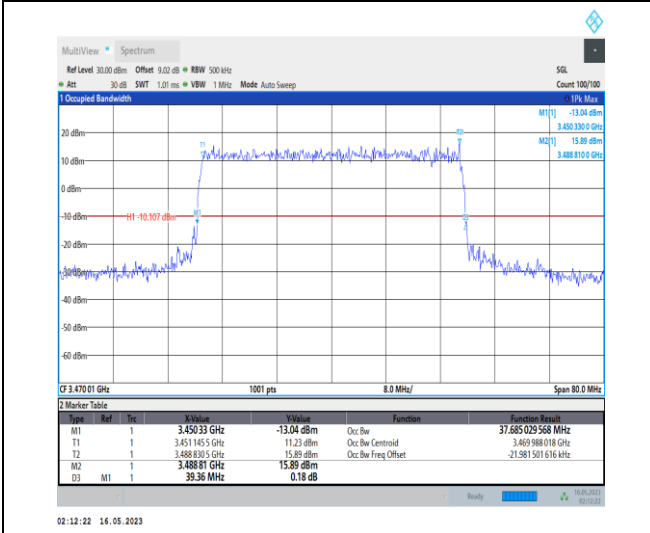 MultiView Spectrum
Ref Level 30.00 dBm Offset 9.02 dB RBW 500 kHz SGL
Att 30 dB SWT 1.01 ms VBW 1 MHz Mode Auto Sweep Count 100/100
1 Occupied Bandwidth 1Pk Max
M1[1] -13.04 dBm
3.450 330 0 GHz
M2[1] 15.89 dBm
3.488 810 0 GHz
20 dBm
T1
10 dBm
0 dBm
-10 dBm H1 -10.107 dBm M1
-20 dBm
-30 dBm
-40 dBm
-50 dBm
-60 dBm
CF 3.470 01 GHz 1001 pts 8.0 MHz/ Span 80.0 MHz
2 Marker Table
Type Ref Trc X-Value Y-Value Function Function Result
M1 1 3.450 33 GHz -13.04 dBm Occ Bw 37.685 029 568 MHz
T1 1 3.451 145 5 GHz 11.23 dBm Occ Bw Centroid 3.469 988 018 GHz
T2 1 3.488 830 5 GHz 15.89 dBm Occ Bw Freq Offset -21.981 501 616 kHz
M2 1 3.488 81 GHz 15.89 dBm
D3 M1 1 39.36 MHz 0.18 dB
Ready 16.05.2023
02:12:22
02:12:22 16.05.2023